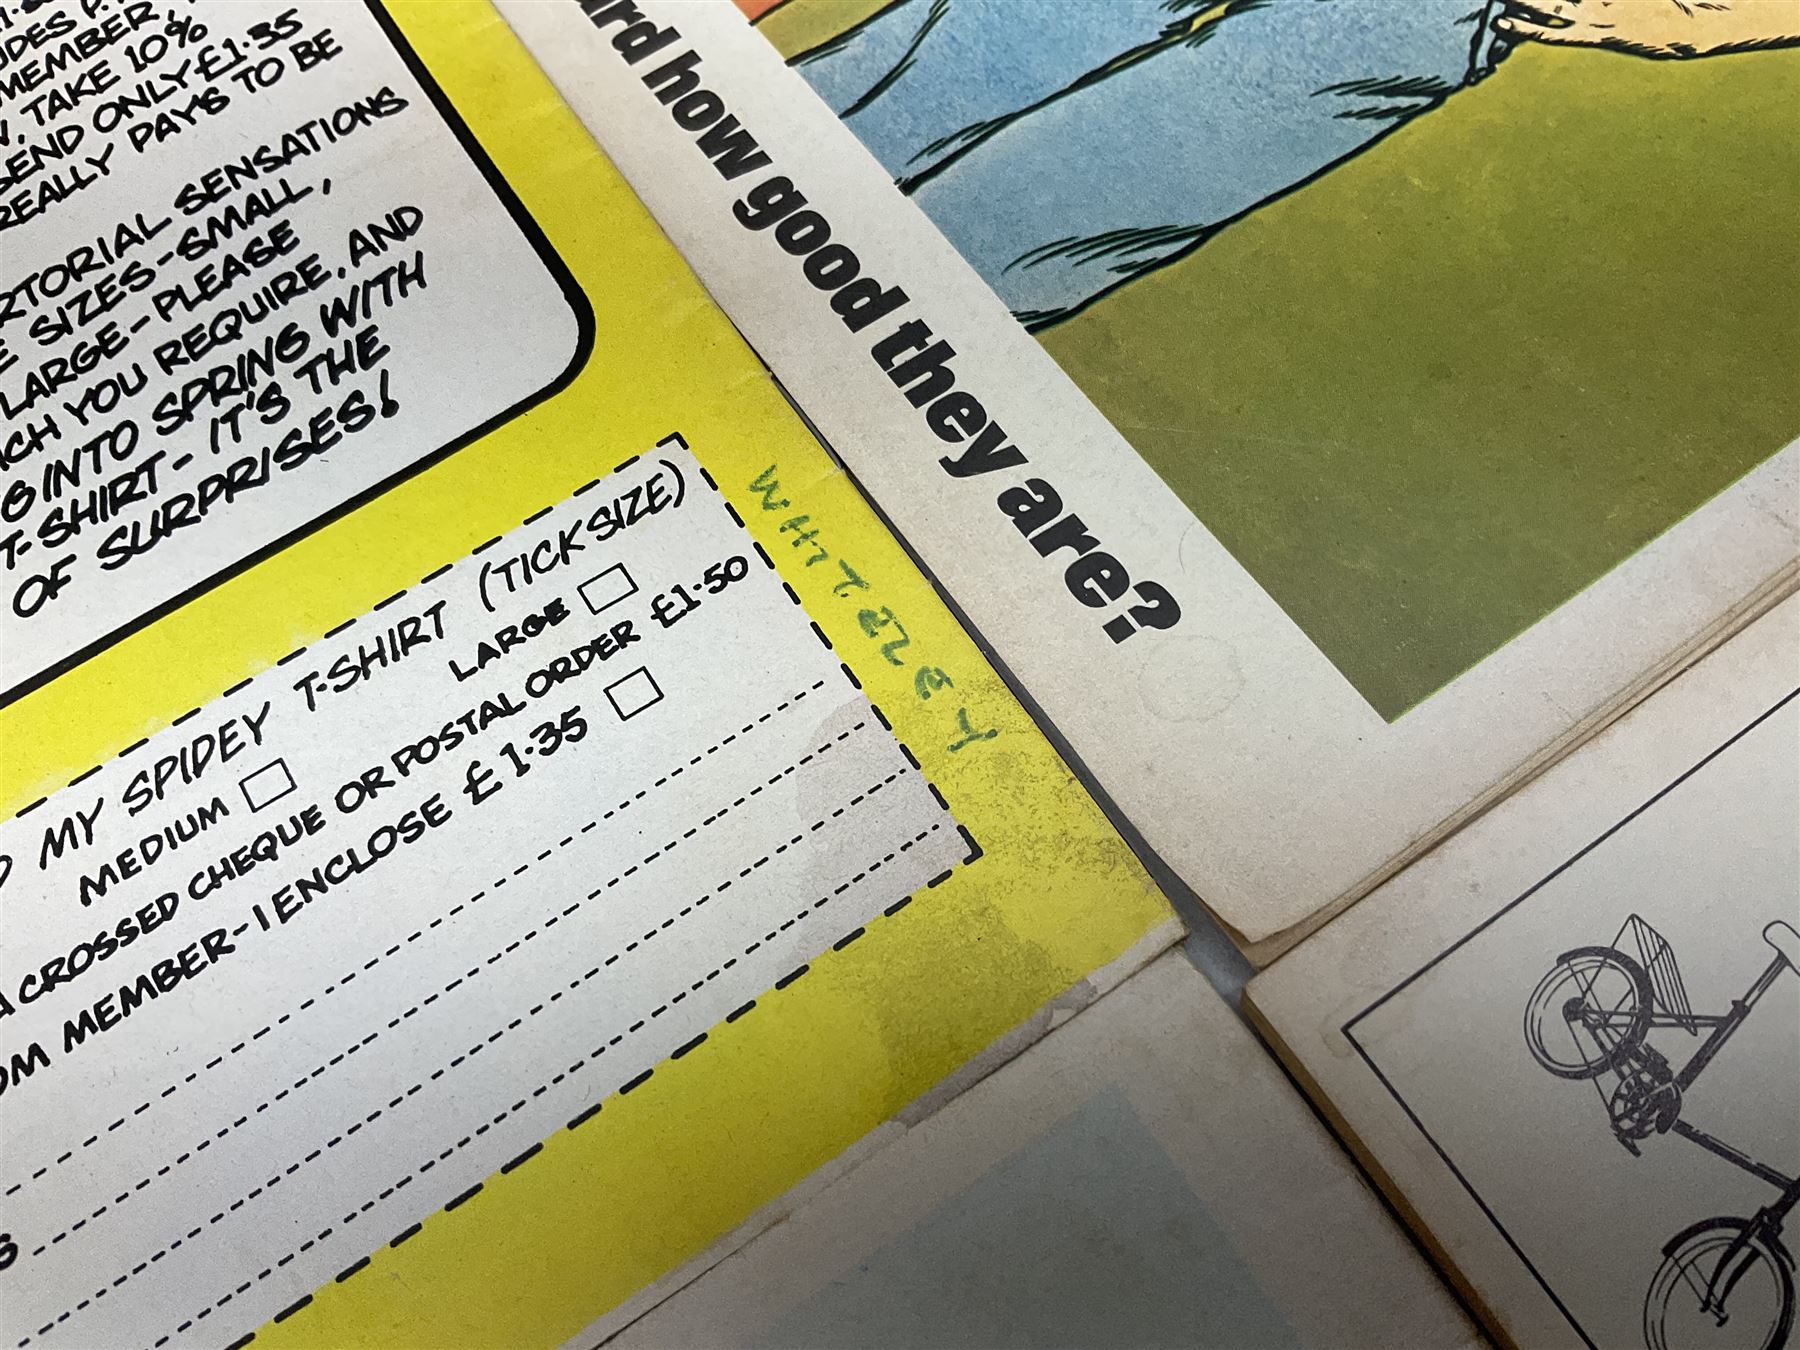 MEMBER,
TAKE 10%
SEND ONLY £1.35
REALLY PAYS TO BE
SENSATIONS
SIZES-SMALL,
LARGE-PLEASE
YOU REQUIRE, AND
INTO SPRING WITH
T-SHIRT-IT'S THE
OF SURPRISES!
MY SPIDEY T-SHIRT (TICK SIZE)
MEDIUM LARGE
A CROSSED CHEQUE OR POSTAL ORDER £1.50
MEMBER-I ENCLOSE £1.35
WHITELEY
how good they are?